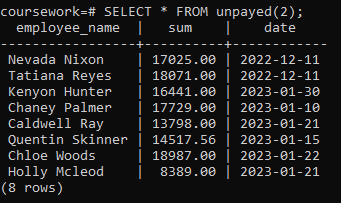 coursework=# SELECT * FROM unpayed(2);
  employee_name  |   sum    |    date
-----------------+----------+------------
 Nevada Nixon    | 17025.00 | 2022-12-11
 Tatiana Reyes   | 18071.00 | 2022-12-11
 Kenyon Hunter   | 16441.00 | 2023-01-30
 Chaney Palmer   | 17729.00 | 2023-01-10
 Caldwell Ray    | 13798.00 | 2023-01-21
 Quentin Skinner | 14517.56 | 2023-01-15
 Chloe Woods     | 18987.00 | 2023-01-22
 Holly Mcleod    |  8389.00 | 2023-01-21
(8 rows)